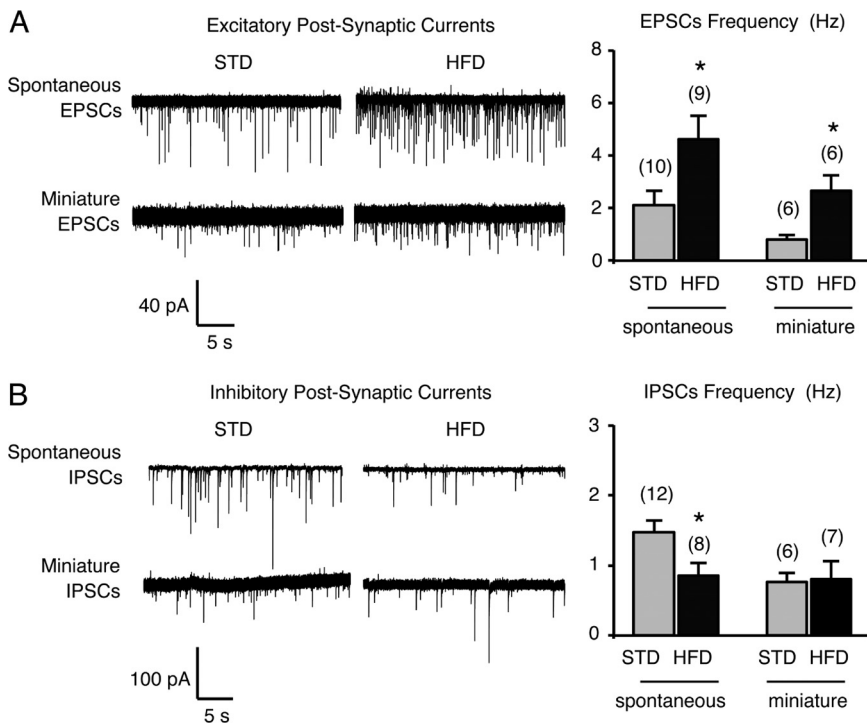 A
Excitatory Post-Synaptic Currents
STD HFD
Spontaneous
EPSCs
Miniature
EPSCs
40 pA
5 s
EPSCs Frequency (Hz)
8
6
4
2
0
(10)
*
(9)
(6)
*
(6)
STD HFD STD HFD
spontaneous miniature
B
Inhibitory Post-Synaptic Currents
STD HFD
Spontaneous
IPSCs
Miniature
IPSCs
100 pA
5 s
IPSCs Frequency (Hz)
3
2
1
0
(12)
*
(8)
(6)
(7)
STD HFD STD HFD
spontaneous miniature